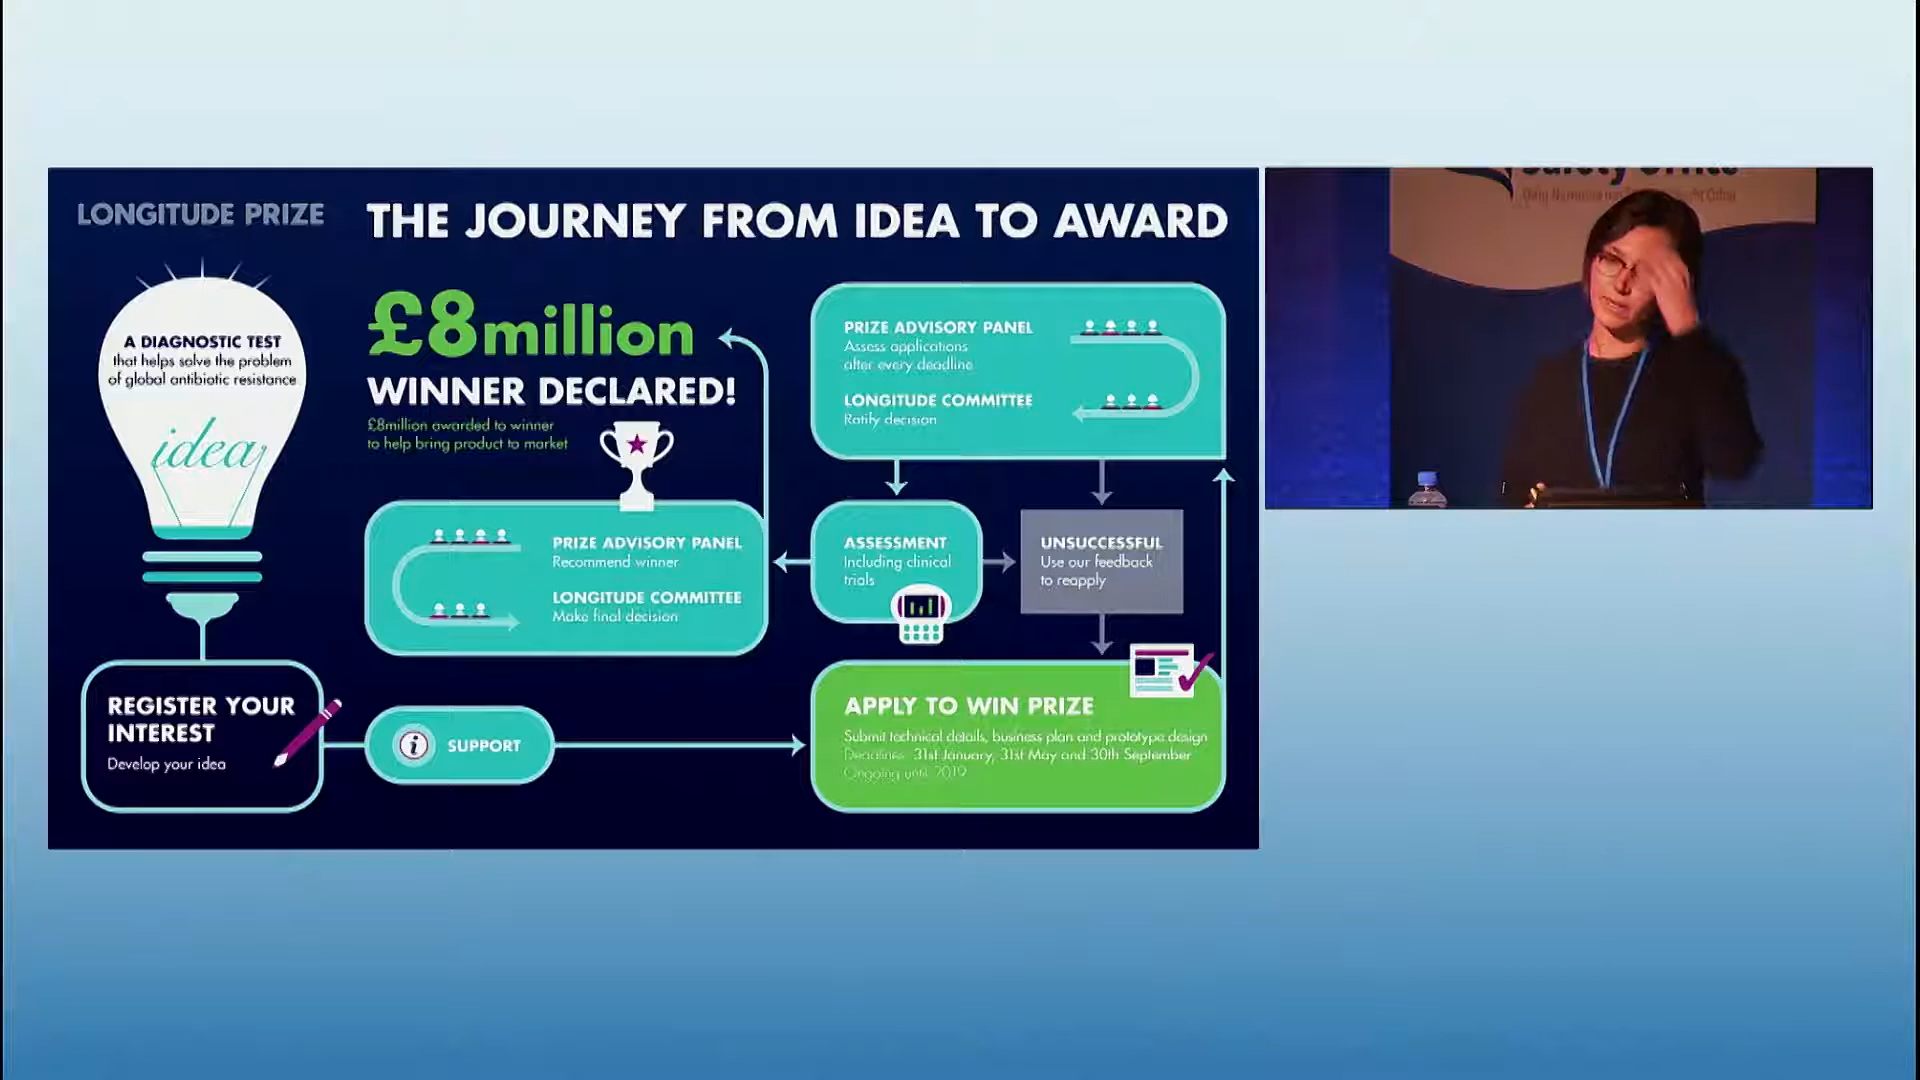 LONGITUDE PRIZE
THE JOURNEY FROM IDEA TO AWARD
A DIAGNOSTIC TEST
that helps solve the problem
of global antibiotic resistance
idea
REGISTER YOUR
INTEREST
Develop your idea
SUPPORT
APPLY TO WIN PRIZE
Submit technical details, business plan and prototype design
Deadlines: 31st January, 31st May and 30th September
Ongoing until 2019
PRIZE ADVISORY PANEL
Assess applications
after every deadline
LONGITUDE COMMITTEE
Ratify decision
ASSESSMENT
Including clinical
trials
UNSUCCESSFUL
Use our feedback
to reapply
PRIZE ADVISORY PANEL
Recommend winner
LONGITUDE COMMITTEE
Make final decision
£8million
WINNER DECLARED!
£8million awarded to winner
to help bring product to market